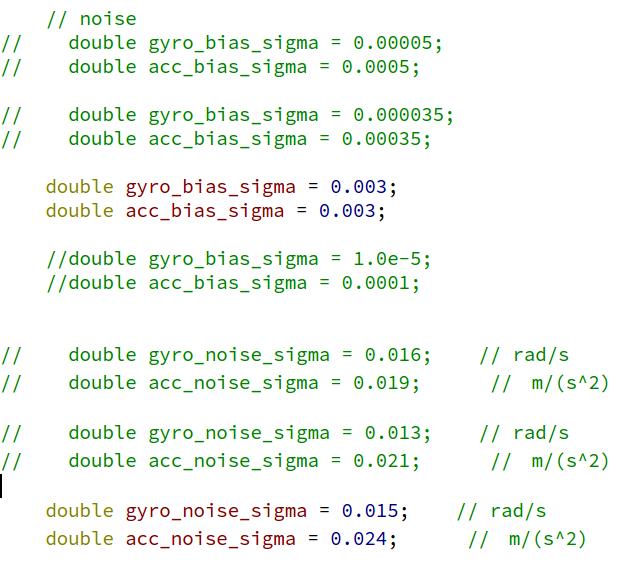 // noise
//    double gyro_bias_sigma = 0.00005;
//    double acc_bias_sigma = 0.0005;
//    double gyro_bias_sigma = 0.000035;
//    double acc_bias_sigma = 0.00035;
double gyro_bias_sigma = 0.003;
double acc_bias_sigma = 0.003;
//double gyro_bias_sigma = 1.0e-5;
//double acc_bias_sigma = 0.0001;
//    double gyro_noise_sigma = 0.016;    // rad/s
//    double acc_noise_sigma = 0.019;      //  m/(s^2)
//    double gyro_noise_sigma = 0.013;    // rad/s
//    double acc_noise_sigma = 0.021;      //  m/(s^2)
double gyro_noise_sigma = 0.015;    // rad/s
double acc_noise_sigma = 0.024;      //  m/(s^2)